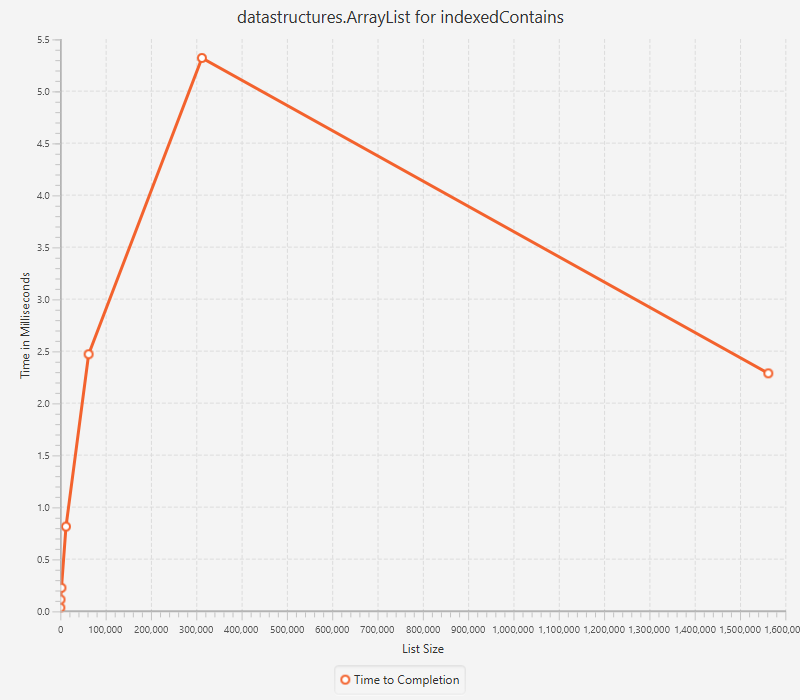 datastructures.ArrayList for indexedContains
5.5
5.0
4.5
4.0
3.5
3.0
2.5
2.0
1.5
1.0
0.5
0.0
Time in Milliseconds
0 100,000 200,000 300,000 400,000 500,000 600,000 700,000 800,000 900,000 1,000,000 1,100,000 1,200,000 1,300,000 1,400,000 1,500,000 1,600,00
List Size
Time to Completion